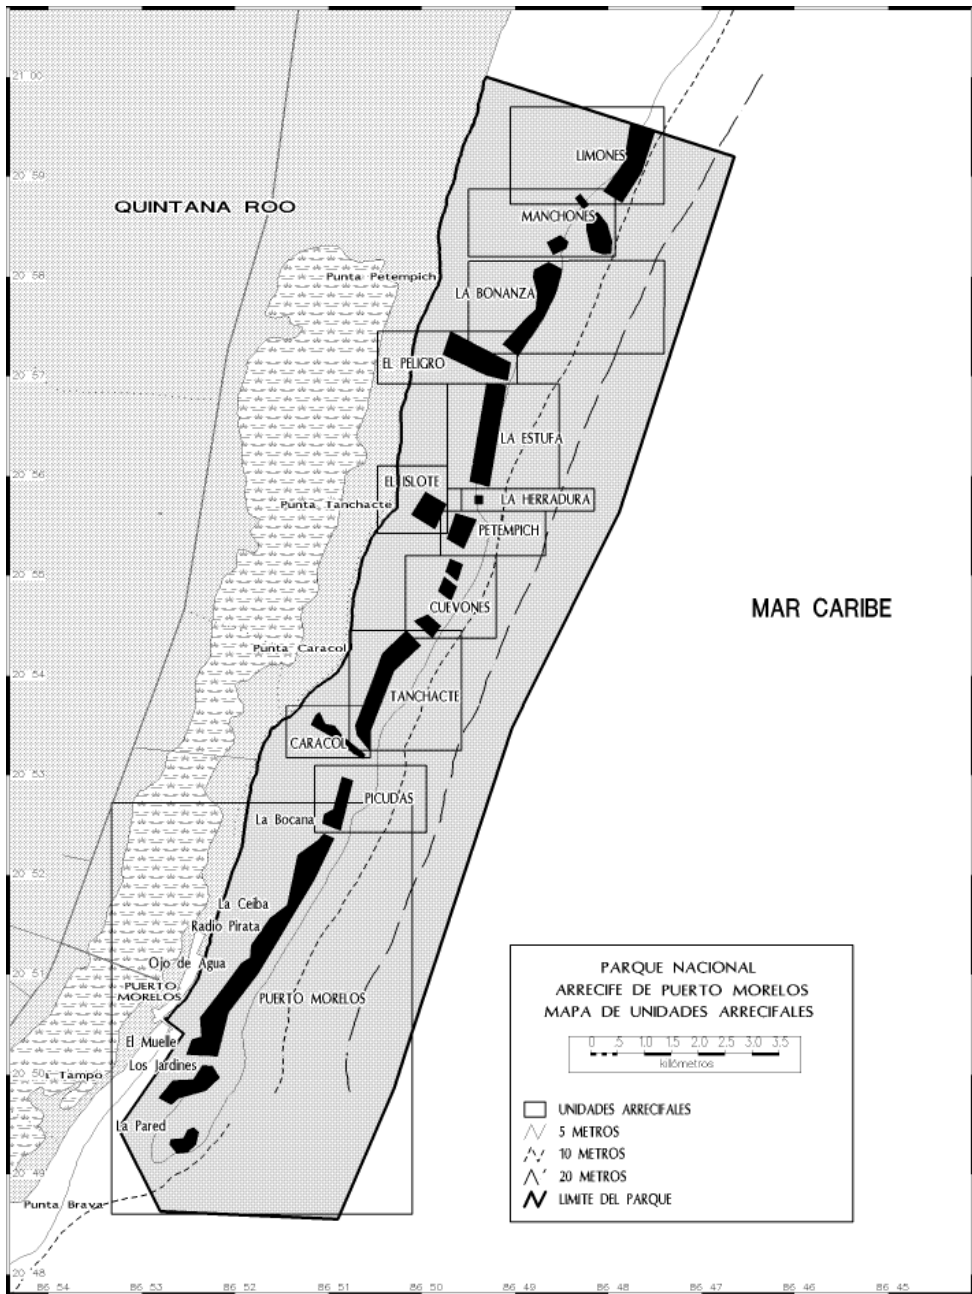 21 00
LIMONES
20 59
QUINTANA ROO
MANCHONES
20 58
Punta Petempich
LA BONANZA
EL PELIGRO
20 57
LA ESTUFA
20 56
EL ISLOTE
LA HERRADURA
Punta Tanchacte
PETEMPICH
20 55
CUEVONES
MAR CARIBE
Punta Caracol
20 54
TANCHACTE
CARACOL
20 53
PICUDAS
La Bocana
20 52
La Ceiba
Radio Pirata
Ojo de Agua
20 51
PUERTO
MORELOS
PUERTO MORELOS
El Muelle
Los Jardines
20 50
a Tampo
La Pared
20 49
Punta Brava
20 48
PARQUE NACIONAL
ARRECIFE DE PUERTO MORELOS
MAPA DE UNIDADES ARRECIFALES
0 .5 1.0 1.5 2.0 2.5 3.0 3.5
kilómetros
UNIDADES ARRECIFALES
5 METROS
10 METROS
20 METROS
LIMITE DEL PARQUE
86 54 86 53 86 52 86 51 86 50 86 49 86 48 86 47 86 46 86 45